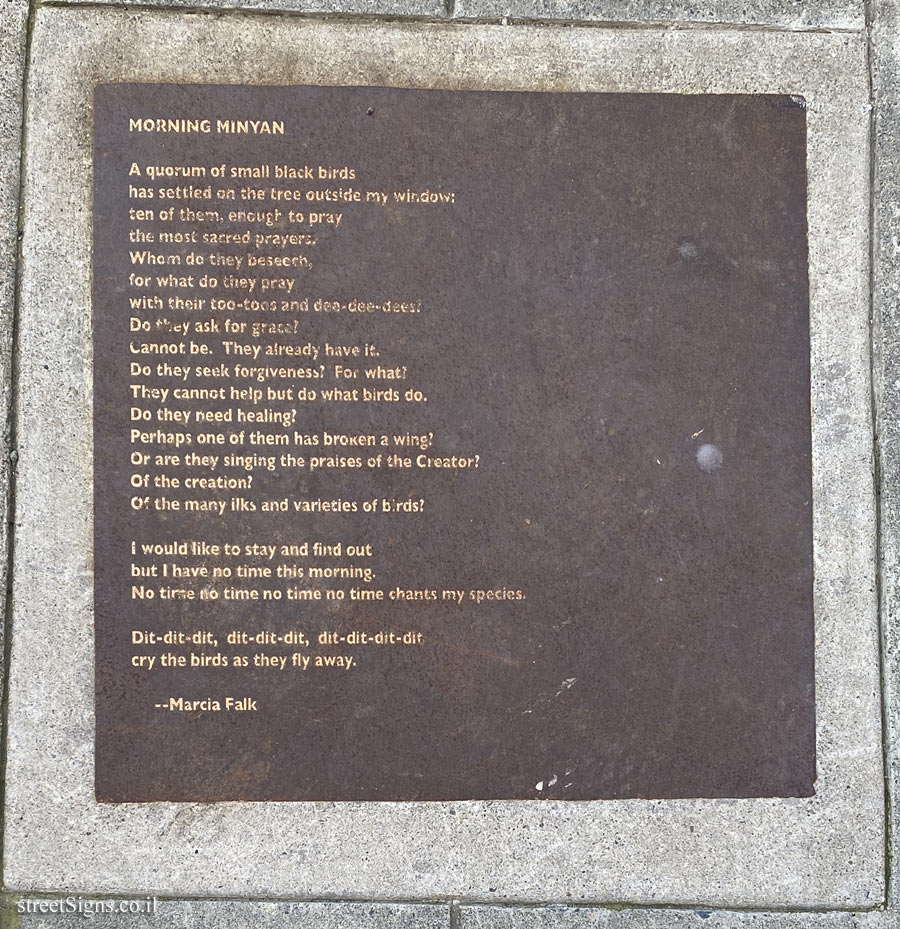 MORNING MINYAN
A quorum of small black birds
has settled on the tree outside my window;
ten of them, enough to pray
the most sacred prayers.
Whom do they beseech,
for what do they pray
with their too-toos and dee-dee-dees?
Do they ask for grace?
Cannot be. They already have it.
Do they seek forgiveness? For what?
They cannot help but do what birds do.
Do they need healing?
Perhaps one of them has broken a wing?
Or are they singing the praises of the Creator?
Of the creation?
Of the many ilks and varieties of birds?
I would like to stay and find out
but I have no time this morning.
No time no time no time no time chants my species.
Dit-dit-dit, dit-dit-dit, dit-dit-dit-dit
cry the birds as they fly away.
--Marcia Falk
streetSigns.co.il